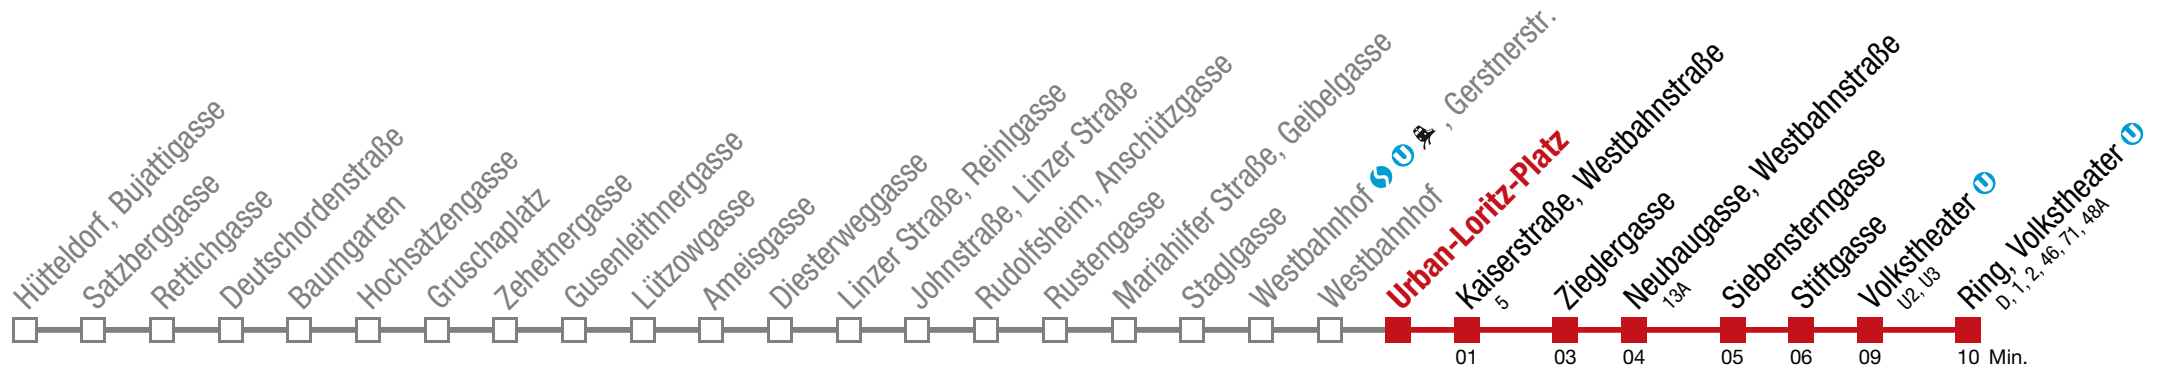 Hütteldorf, Bujattigasse
Satzberggasse
Rettichgasse
Deutschordenstraße
Baumgarten
Hochsatzengasse
Gruschaplatz
Zehetnergasse
Gusenleithnergasse
Lützowgasse
Ameisgasse
Diesterweggasse
Linzer Straße, Reinlgasse
Johnstraße, Linzer Straße
Rudolfsheim, Anschützgasse
Rustengasse
Mariahilfer Straße, Geibelgasse
Staglgasse
Westbahnhof S U , Gerstnerstr.
Westbahnhof
Urban-Loritz-Platz
Kaiserstraße, Westbahnstraße
5
Zieglergasse
Neubaugasse, Westbahnstraße
13A
Siebensterngasse
Stiftgasse
Volkstheater U
U2, U3
Ring, Volkstheater U
D, 1, 2, 46, 71, 48A
01 03 04 05 06 09 10 Min.